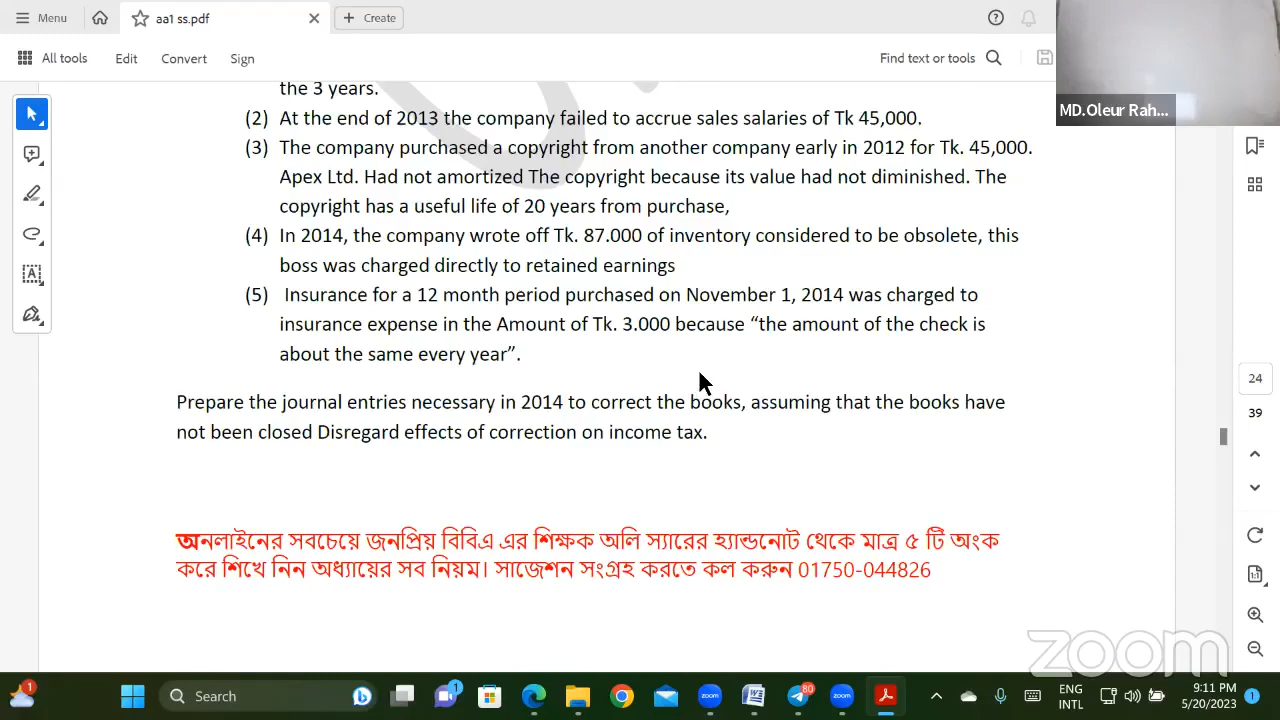 Menu
aa1 ss.pdf
Create
All tools
Edit
Convert
Sign
Find text or tools
MD.Oleur Rah...
the 3 years.
(2) At the end of 2013 the company failed to accrue sales salaries of Tk 45,000.
(3) The company purchased a copyright from another company early in 2012 for Tk. 45,000.
Apex Ltd. Had not amortized The copyright because its value had not diminished. The
copyright has a useful life of 20 years from purchase,
(4) In 2014, the company wrote off Tk. 87.000 of inventory considered to be obsolete, this
boss was charged directly to retained earnings
(5) Insurance for a 12 month period purchased on November 1, 2014 was charged to
insurance expense in the Amount of Tk. 3.000 because “the amount of the check is
about the same every year”.
Prepare the journal entries necessary in 2014 to correct the books, assuming that the books have
not been closed Disregard effects of correction on income tax.
অনলাইনের সবচেয়ে জনপ্রিয় বিবিএ এর শিক্ষক অলি স্যারের হ্যান্ডনোট থেকে মাত্র ৫ টি অংক
করে শিখে নিন অধ্যায়ের সব নিয়ম। সাজেশন সংগ্রহ করতে কল করুন 01750-044826
24
39
1:1
zoom
1
Search
1
zoom
W
80
zoom
ENG
INTL
9:11 PM
5/20/2023
1